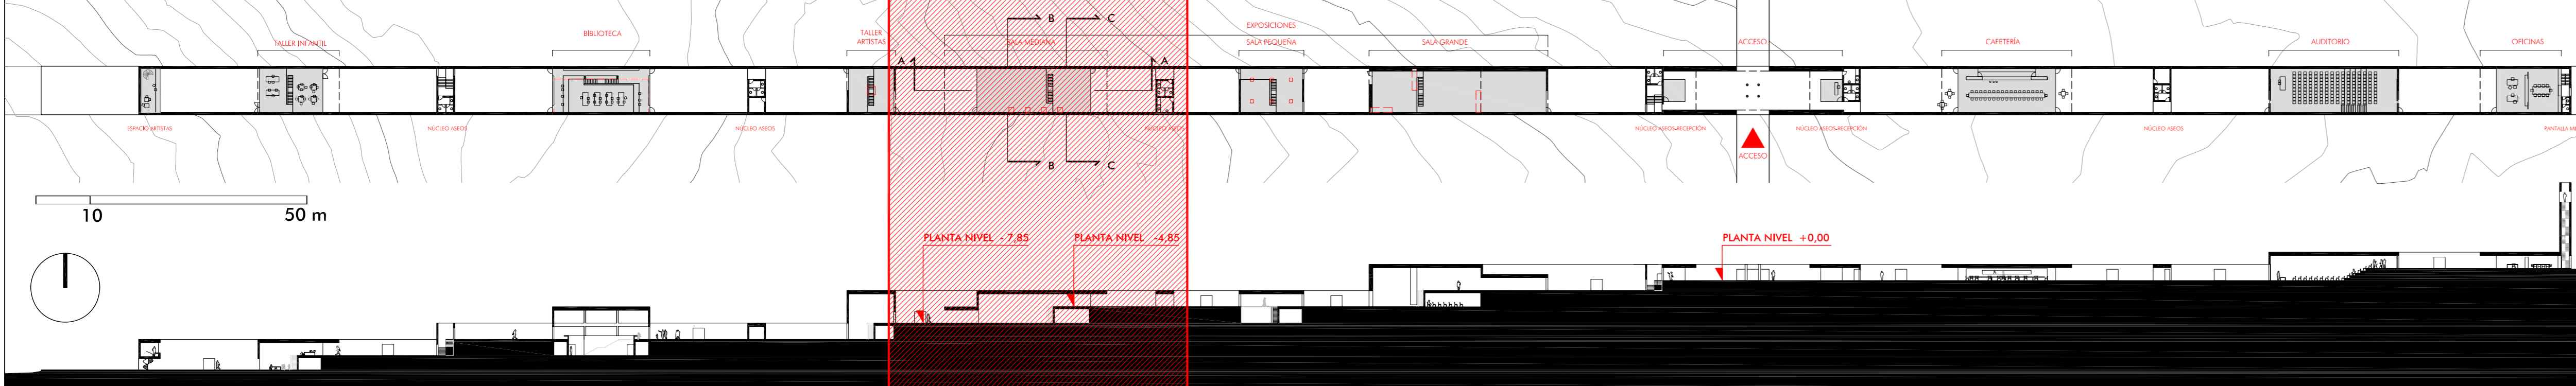 B
C
EXPOSICIONES
BIBLIOTECA
TALLER
ARTISTAS
TALLER INFANTIL
SALA MEDIANA
SALA PEQUEÑA
SALA GRANDE
ACCESO
CAFETERÍA
AUDITORIO
OFICINAS
A
A
ESPACIO ARTISTAS
NÚCLEO ASEOS
NÚCLEO ASEOS
NÚCLEO ASEOS
NÚCLEO ASEOS-RECEPCIÓN
NÚCLEO ASEOS-RECEPCIÓN
NÚCLEO ASEOS
ACCESO
B
C
10
50 m
PLANTA NIVEL - 7,85
PLANTA NIVEL -4,85
PLANTA NIVEL +0,00
PANTALLA